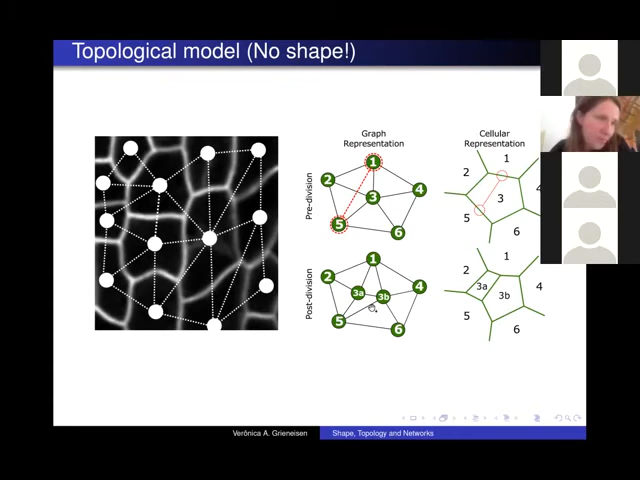 Topological model (No shape!)
Graph
Representation
Cellular
Representation
Pre-division
1
2
3
4
5
6
1
2
3
4
5
6
Post-division
1
2
3a
3b
4
5
6
1
2
3a
3b
4
5
6
Verônica A. Grieneisen
Shape, Topology and Networks